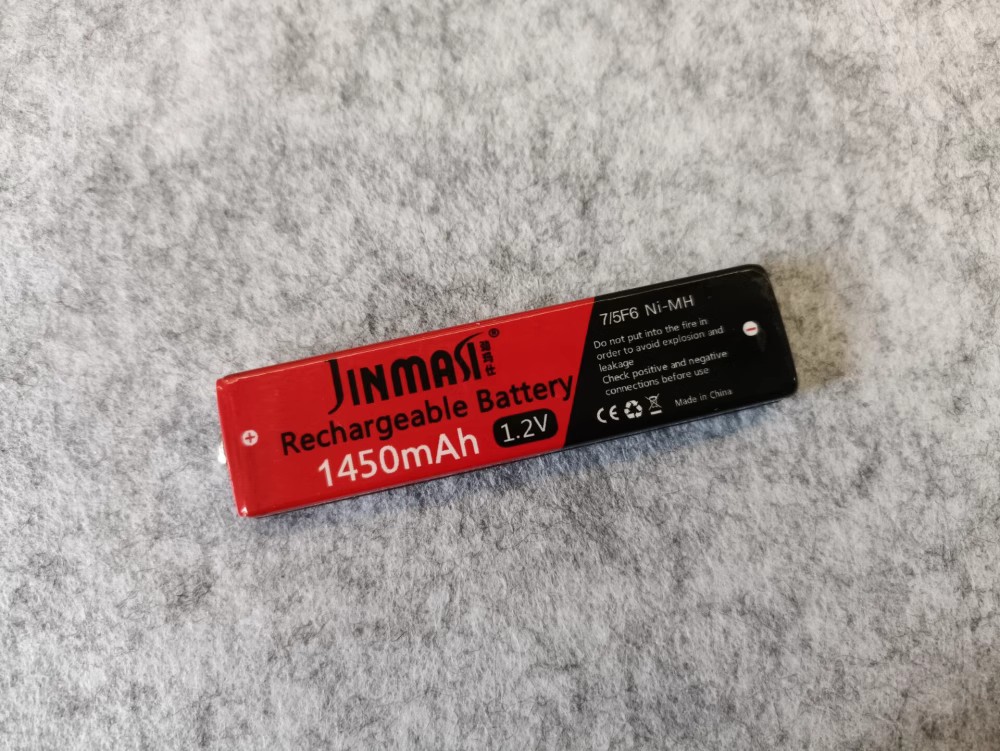 JINMASI®
Rechargeable Battery
1450mAh 1.2V
7/5F6 Ni-MH
Do not put into the fire in
order to avoid explosion and
leakage
Check positive and negative
connections before use
CE Made in China
+
−